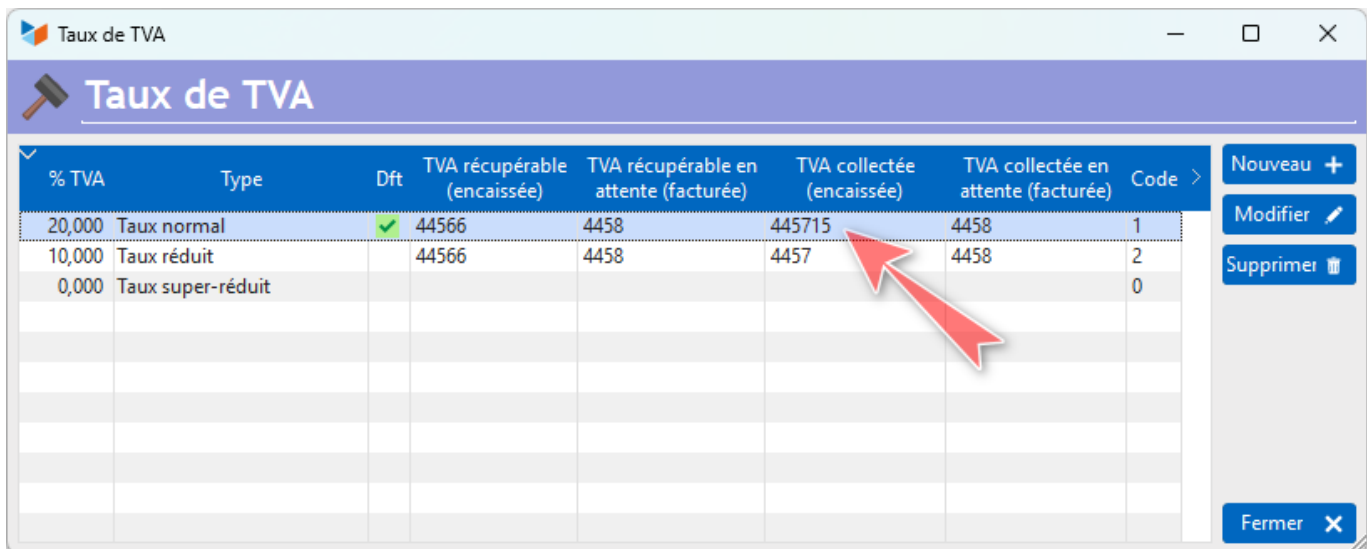 Taux de TVA
Taux de TVA
% TVA Type Dft TVA récupérable (encaissée) TVA récupérable en attente (facturée) TVA collectée (encaissée) TVA collectée en attente (facturée) Code
20,000 Taux normal 44566 4458 445715 4458 1
10,000 Taux réduit 44566 4458 4457 4458 2
0,000 Taux super-réduit 0
Nouveau
Modifier
Supprimer
Fermer